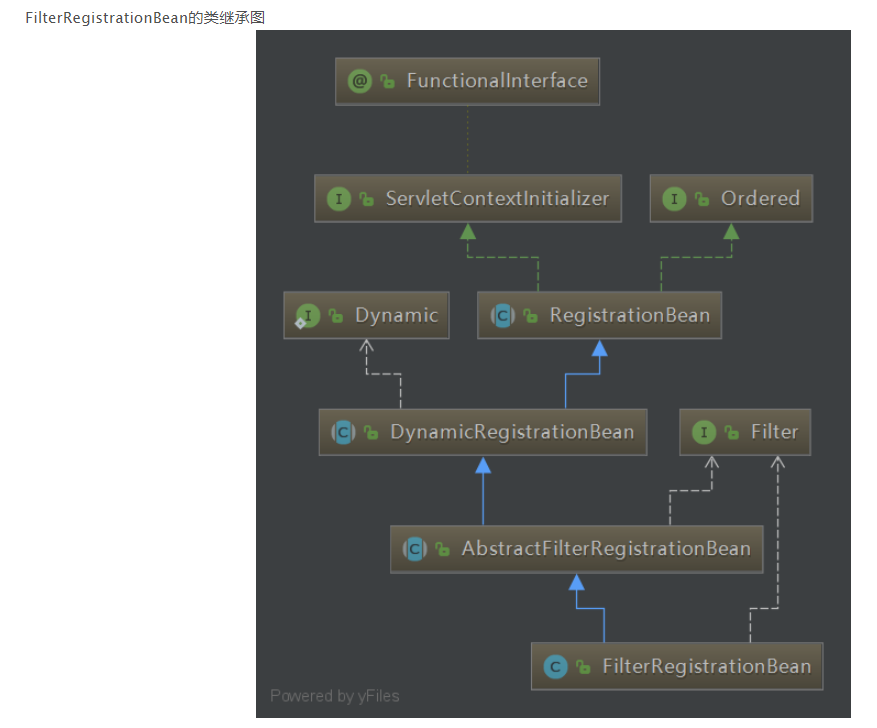 FilterRegistrationBean的类继承图
FunctionalInterface
ServletContextInitializer
Ordered
Dynamic
RegistrationBean
DynamicRegistrationBean
Filter
AbstractFilterRegistrationBean
FilterRegistrationBean
Powered by yFiles